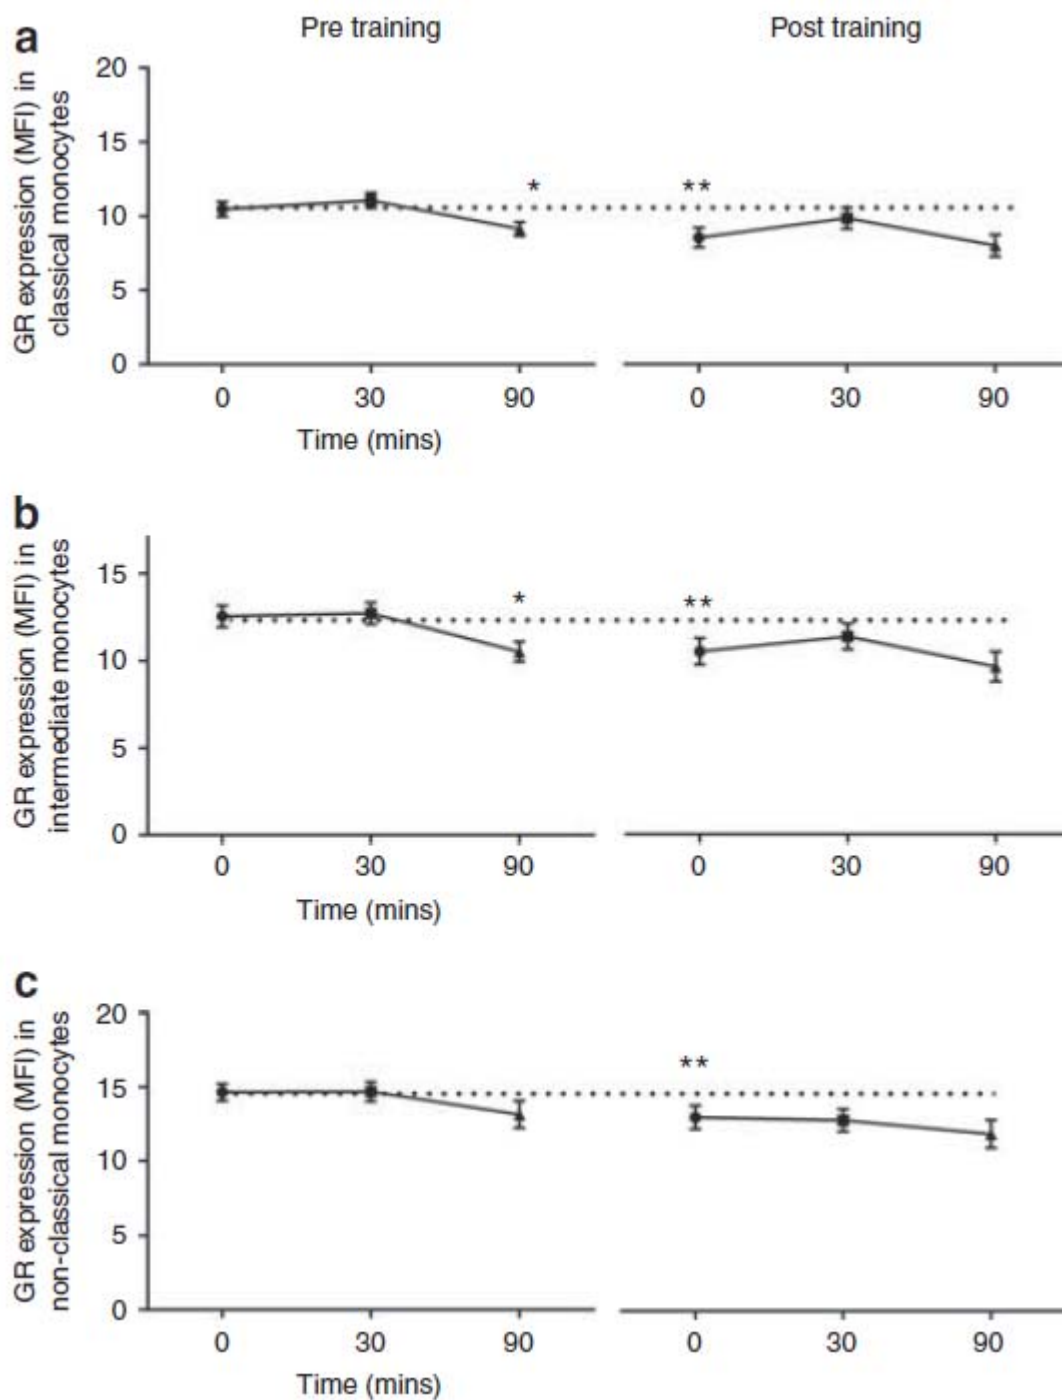 a
Pre training
Post training
GR expression (MFI) in
classical monocytes
20
15
10
5
0
*
**
0 30 90
0 30 90
Time (mins)
b
GR expression (MFI) in
intermediate monocytes
15
10
5
0
*
**
0 30 90
0 30 90
Time (mins)
c
GR expression (MFI) in
non-classical monocytes
20
15
10
5
0
**
0 30 90
0 30 90
Time (mins)